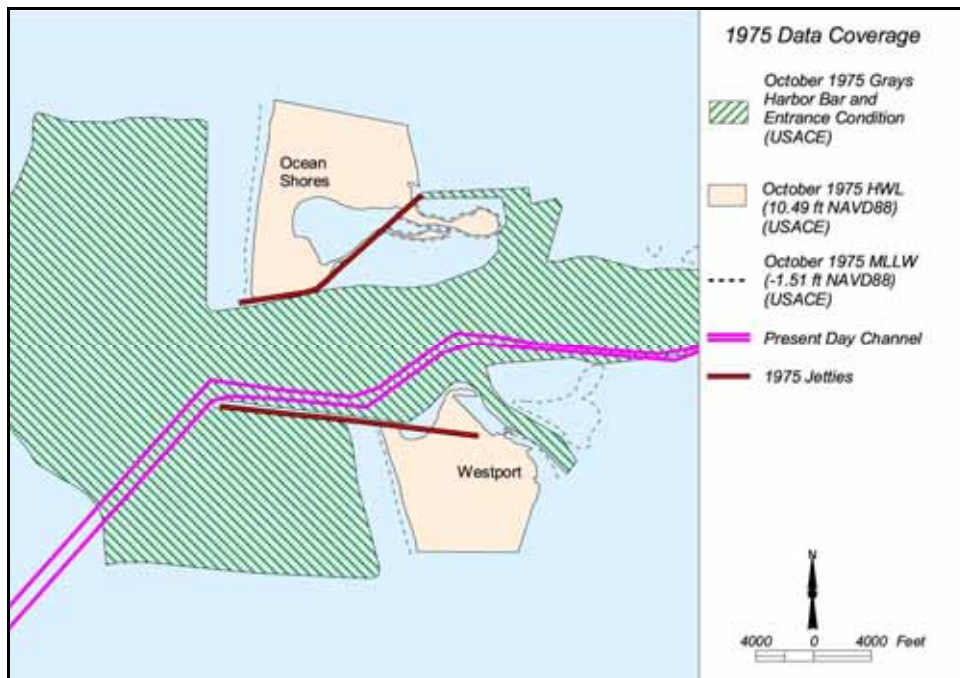 1975 Data Coverage
October 1975 Grays
Harbor Bar and
Entrance Condition
(USACE)
October 1975 HWL
(10.49 ft NAVD88)
(USACE)
October 1975 MLLW
(-1.51 ft NAVD88)
(USACE)
Present Day Channel
1975 Jetties
Ocean
Shores
Westport
N
4000 0 4000 Feet